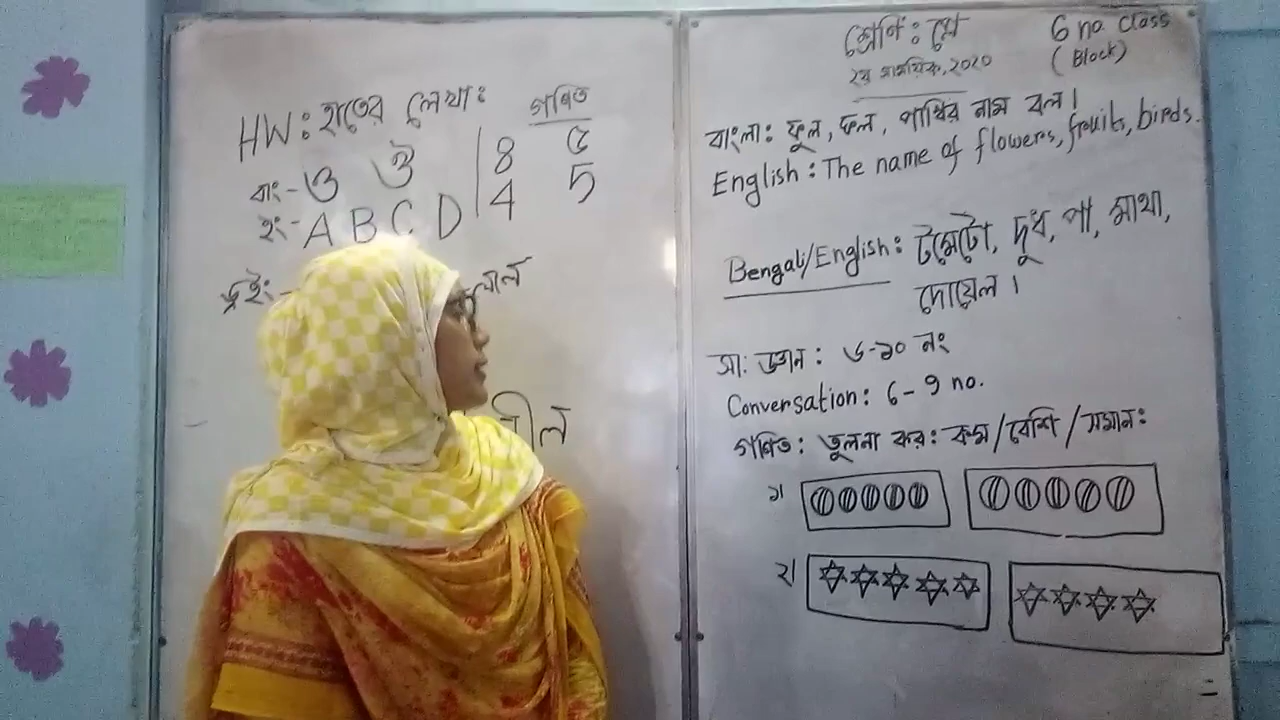 HW: হাতের লেখা: গণিত
বাং- ও ঔ ৪ ৫
ইং- A B C D 4 5
ড্রইং:- লাল
নীল
শ্রেণি: প্লে
6 no. class
(Block)
২য় সাময়িক, ২০২০
বাংলা: ফুল, ফল, পাখির নাম বল।
English: The name of flowers, fruits, birds.
Bengali/English: টমেটো, দুধ, পা, মাথা,
দোয়েল।
সা: জ্ঞান: ৬-১০ নং
Conversation: 6-9 no.
গণিত: তুলনা কর: কম/বেশি/সমান:
১।
২।